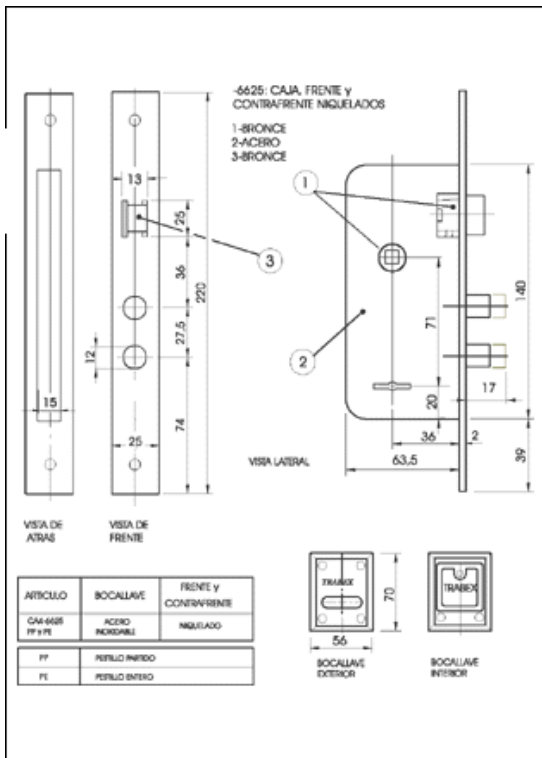 -6625: CAJA, FRENTE y
CONTRAFRENTE NIQUELADOS
1-BRONCE
2-ACERO
3-BRONCE
13
25
36
220
27,5
12
15
25
74
3
1
2
71
140
20
17
36
2
63,5
39
VISTA DE
ATRAS
VISTA DE
FRENTE
VISTA LATERAL
ARTICULO
BOCALLAVE
FRENTE y
CONTRAFRENTE
CA4-6625
PP y PE
ACERO
INOXIDABLE
NIQUELADO
PP
PESTILLO PARTIDO
PE
PESTILLO ENTERO
TRABEX
70
56
BOCALLAVE
EXTERIOR
TRABEX
BOCALLAVE
INTERIOR